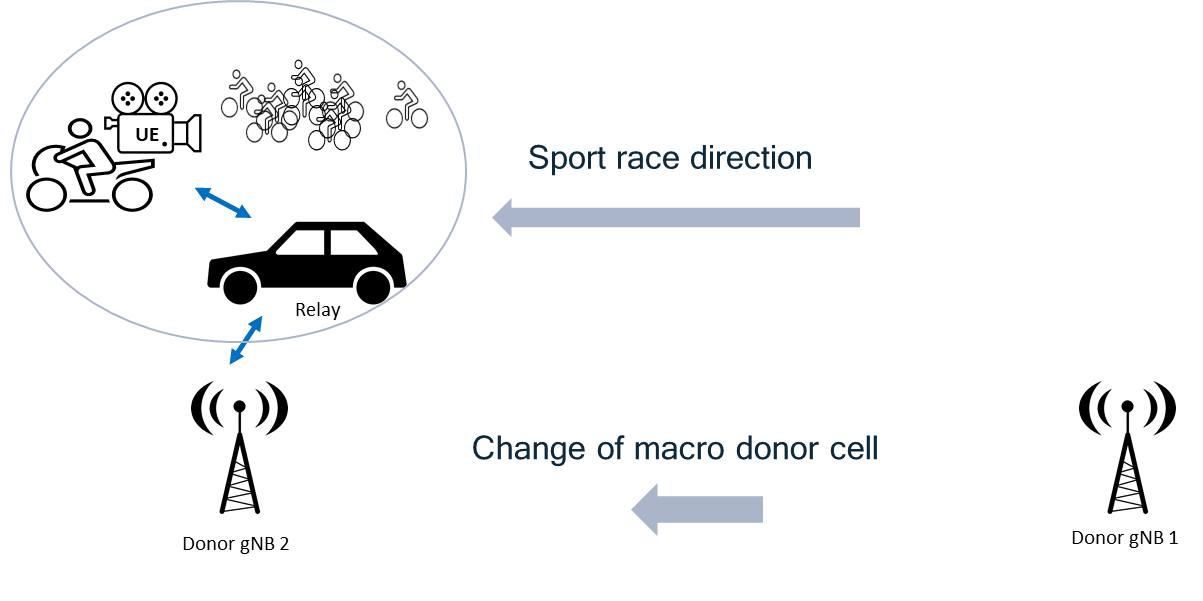 UE
Sport race direction
Relay
Change of macro donor cell
Donor gNB 2
Donor gNB 1